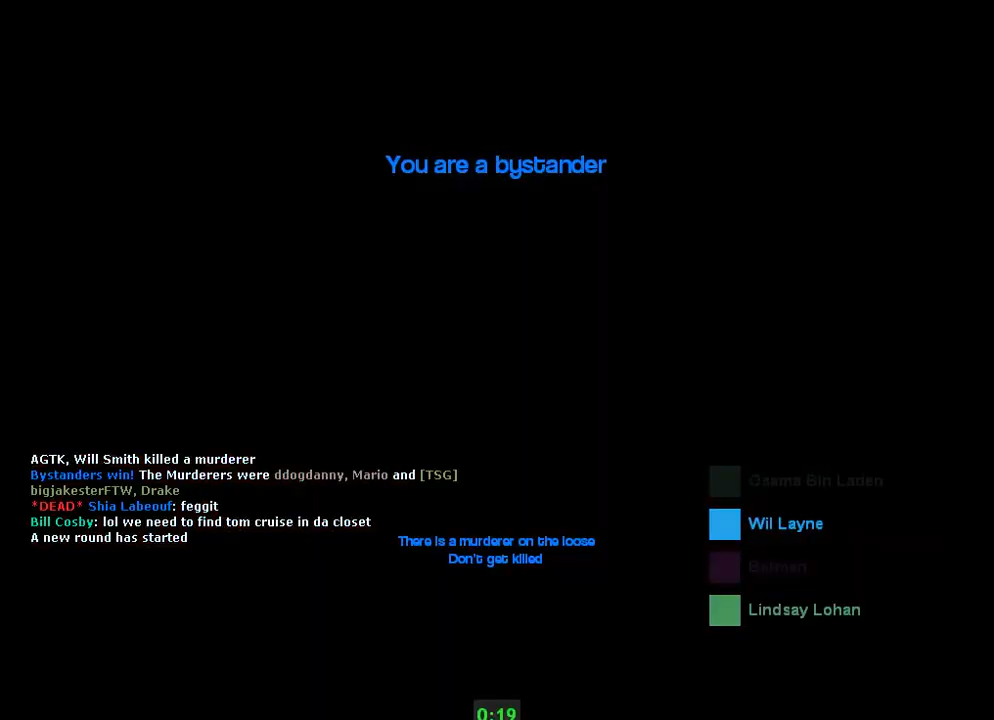 You are a bystander
AGTK, Will Smith killed a murderer
Bystanders win! The Murderers were ddogdanny, Mario and [TSG]
bigjakesterFTW, Drake
*DEAD* Shia Labeouf: feggit
Bill Cosby: lol we need to find tom cruise in da closet
A new round has started
There is a murderer on the loose
Don't get killed
Osama Bin Laden
Wil Layne
Batman
Lindsay Lohan
0:19